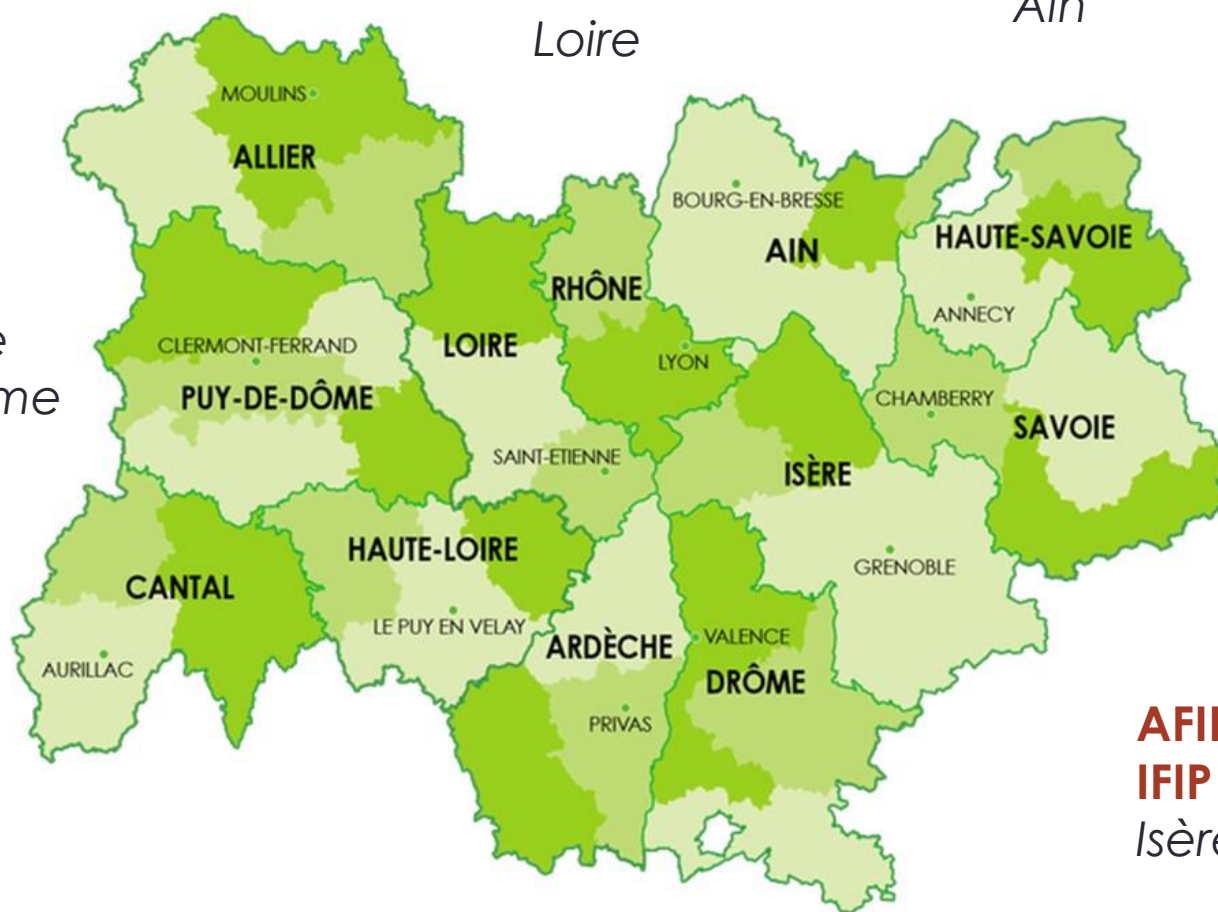 Ain
Loire
MOULINS
ALLIER
BOURG-EN-BRESSE
AIN
HAUTE-SAVOIE
RHÔNE
ANNECY
CLERMONT-FERRAND
LOIRE
LYON
PUY-DE-DÔME
CHAMBERRY
SAVOIE
SAINT-ETIENNE
ISÈRE
HAUTE-LOIRE
GRENOBLE
CANTAL
LE PUY EN VELAY
ARDÈCHE
VALENCE
AURILLAC
DRÔME
PRIVAS
IFIP
Isère